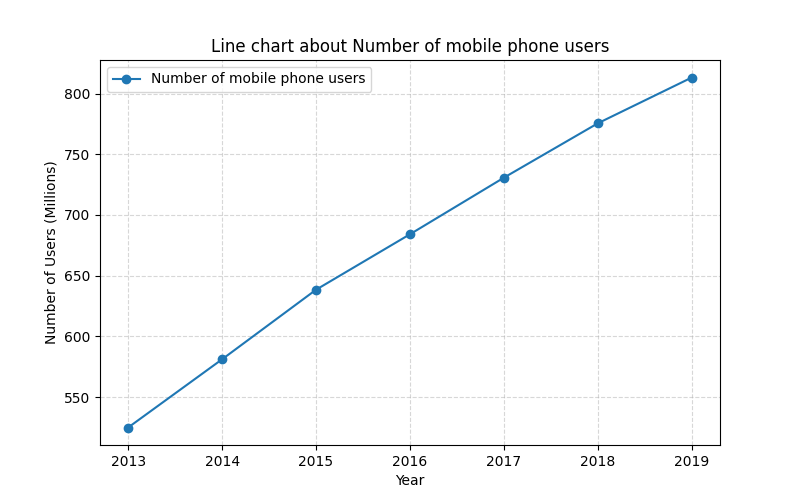 Line chart about Number of mobile phone users
Number of mobile phone users
Number of Users (Millions)
800
750
700
650
600
550
2013 2014 2015 2016 2017 2018 2019
Year